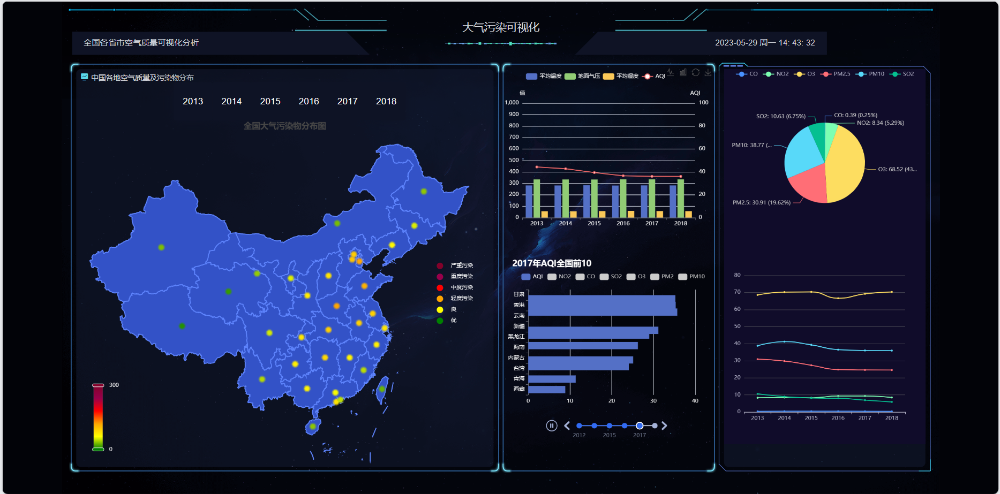 大气污染可视化
全国各省市空气质量可视化分析
2023-05-29 周一 14: 43: 32
中国各地空气质量及污染物分布
2013 2014 2015 2016 2017 2018
全国大气污染物分布图
严重污染
重度污染
中度污染
轻度污染
良
优
300
0
平均温度 地面气压 平均湿度 AQI
值 AQI
1,000 100
900
800 80
700
600 60
500
400 40
300
200 20
100
0 0
2013 2014 2015 2016 2017 2018
2017年AQI全国前10
AQI NO2 CO SO2 O3 PM2 PM10
甘肃
香港
云南
新疆
黑龙江
海南
内蒙古
台湾
青海
西藏
0 10 20 30 40
2012 2015 2017
CO NO2 O3 PM2.5 PM10 SO2
SO2: 10.63 (6.75%)
CO: 0.39 (0.25%)
NO2: 8.34 (5.29%)
PM10: 38.77 (...
O3: 68.52 (43...
PM2.5: 30.91 (19.62%)
80
70
60
50
40
30
20
10
0
2013 2014 2015 2016 2017 2018